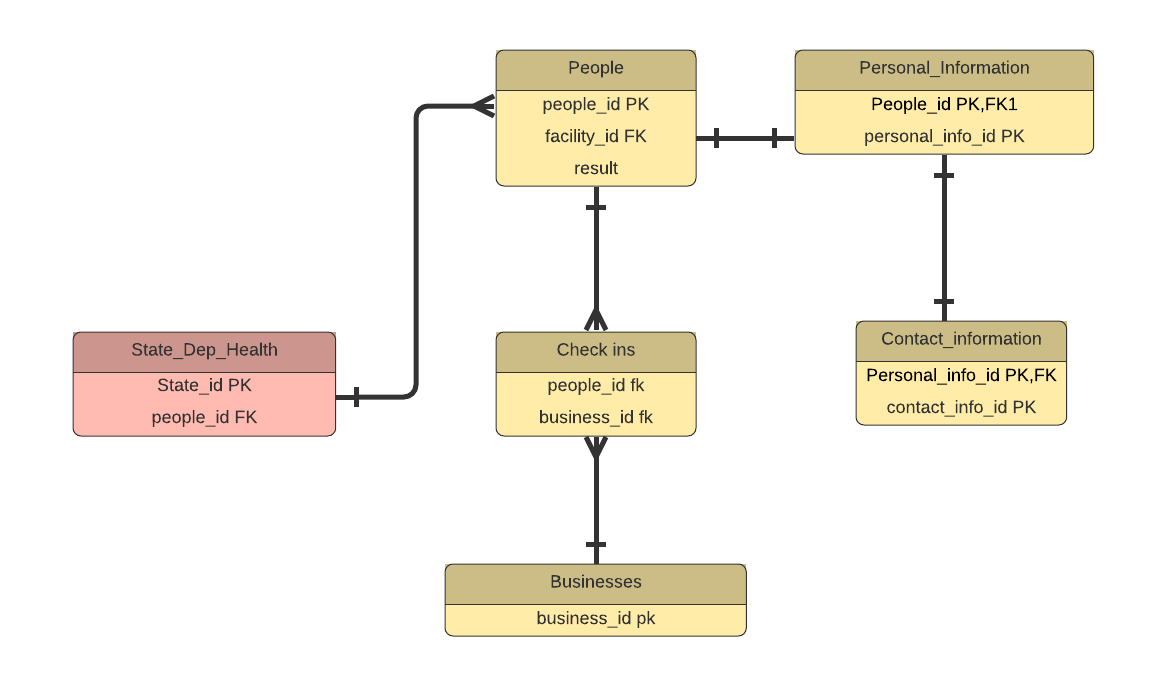 People
people_id PK
facility_id FK
result
Personal_Information
People_id PK,FK1
personal_info_id PK
State_Dep_Health
State_id PK
people_id FK
Check ins
people_id fk
business_id fk
Contact_information
Personal_info_id PK,FK
contact_info_id PK
Businesses
business_id pk